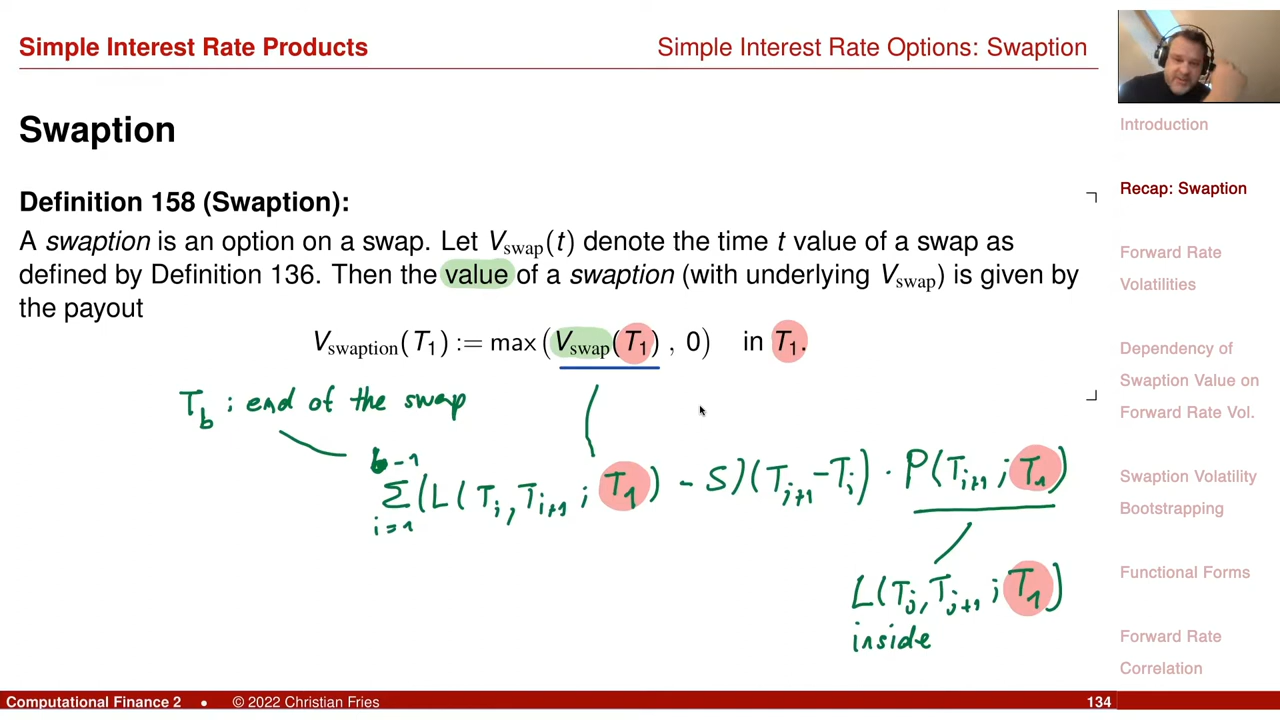 Simple Interest Rate Products
Simple Interest Rate Options: Swaption
Swaption
Definition 158 (Swaption):
A swaption is an option on a swap. Let V_swap(t) denote the time t value of a swap as
defined by Definition 136. Then the value of a swaption (with underlying V_swap) is given by
the payout
V_swaption(T_1) := max (V_swap(T_1) , 0) in T_1.
T_b ; end of the swap
b-1
Σ (L(T_i, T_{i+1} ; T_1) - S)(T_{i+1} - T_i) · P(T_{i+1} ; T_1)
i=1
L(T_j, T_{j+1} ; T_1)
inside
Introduction
Recap: Swaption
Forward Rate
Volatilities
Dependency of
Swaption Value on
Forward Rate Vol.
Swaption Volatility
Bootstrapping
Functional Forms
Forward Rate
Correlation
Computational Finance 2 • © 2022 Christian Fries
134